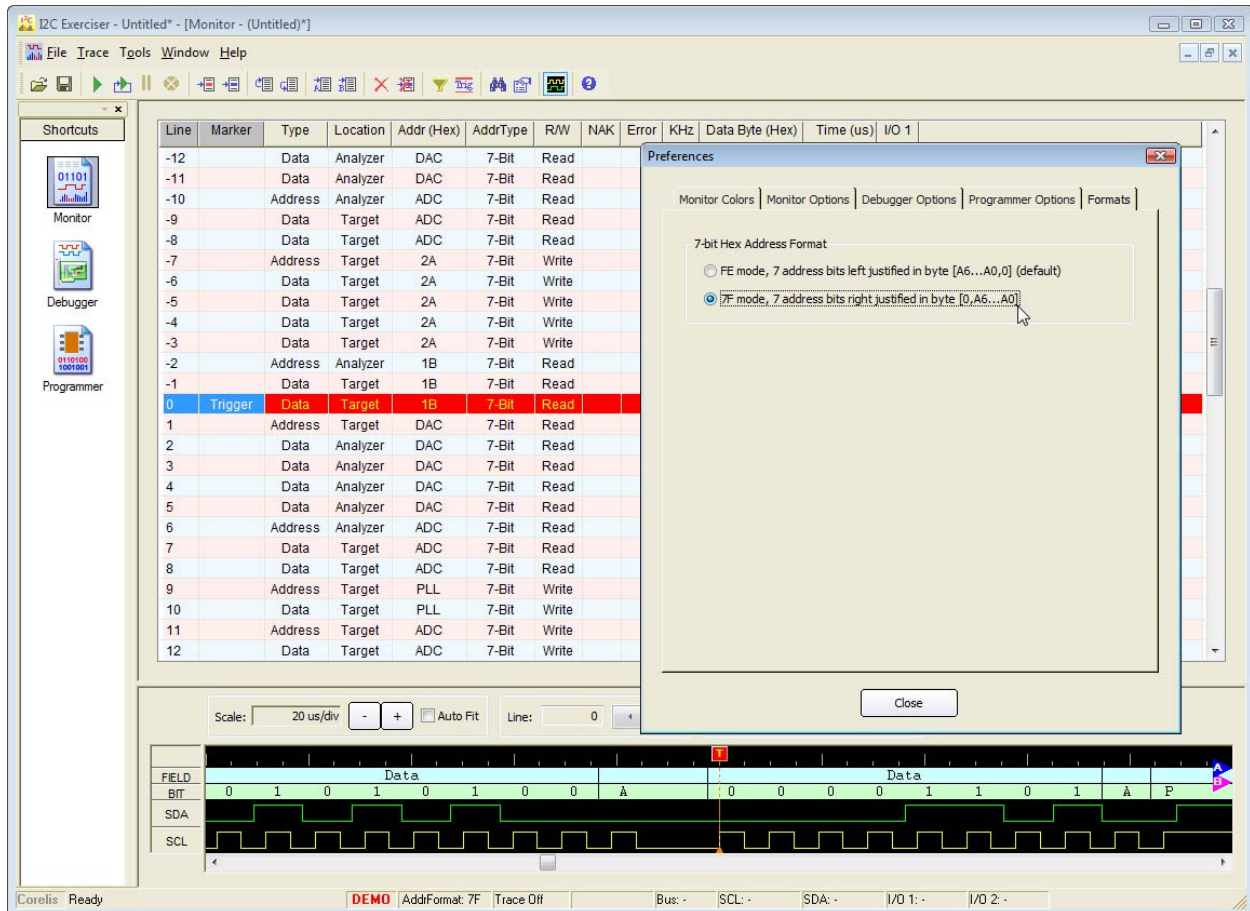 I2C Exerciser - Untitled* - [Monitor - (Untitled)*]
File Trace Tools Window Help
Shortcuts
Monitor
Debugger
Programmer
Line Marker Type Location Addr (Hex) AddrType R/W NAK Error KHz Data Byte (Hex) Time (us) I/O 1
-12 Data Analyzer DAC 7-Bit Read
-11 Data Analyzer DAC 7-Bit Read
-10 Address Analyzer ADC 7-Bit Read
-9 Data Target ADC 7-Bit Read
-8 Data Target ADC 7-Bit Read
-7 Address Target 2A 7-Bit Write
-6 Data Target 2A 7-Bit Write
-5 Data Target 2A 7-Bit Write
-4 Data Target 2A 7-Bit Write
-3 Data Target 2A 7-Bit Write
-2 Address Analyzer 1B 7-Bit Read
-1 Data Target 1B 7-Bit Read
0 Trigger Data Target 1B 7-Bit Read
1 Address Target DAC 7-Bit Read
2 Data Analyzer DAC 7-Bit Read
3 Data Analyzer DAC 7-Bit Read
4 Data Analyzer DAC 7-Bit Read
5 Data Analyzer DAC 7-Bit Read
6 Address Analyzer ADC 7-Bit Read
7 Data Target ADC 7-Bit Read
8 Data Target ADC 7-Bit Read
9 Address Target PLL 7-Bit Write
10 Data Target PLL 7-Bit Write
11 Address Target ADC 7-Bit Write
12 Data Target ADC 7-Bit Write
Preferences
Monitor Colors Monitor Options Debugger Options Programmer Options Formats
7-bit Hex Address Format
FE mode, 7 address bits left justified in byte [A6...A0,0] (default)
7F mode, 7 address bits right justified in byte [0,A6...A0]
Close
Scale: 20 us/div - + Auto Fit Line: 0
T
FIELD Data Data
BIT 0 1 0 1 0 1 0 0 A 0 0 0 0 1 1 0 1 A P
SDA
SCL
A
B
Corelis Ready DEMO AddrFormat: 7F Trace Off Bus: - SCL: - SDA: - I/O 1: - I/O 2: -